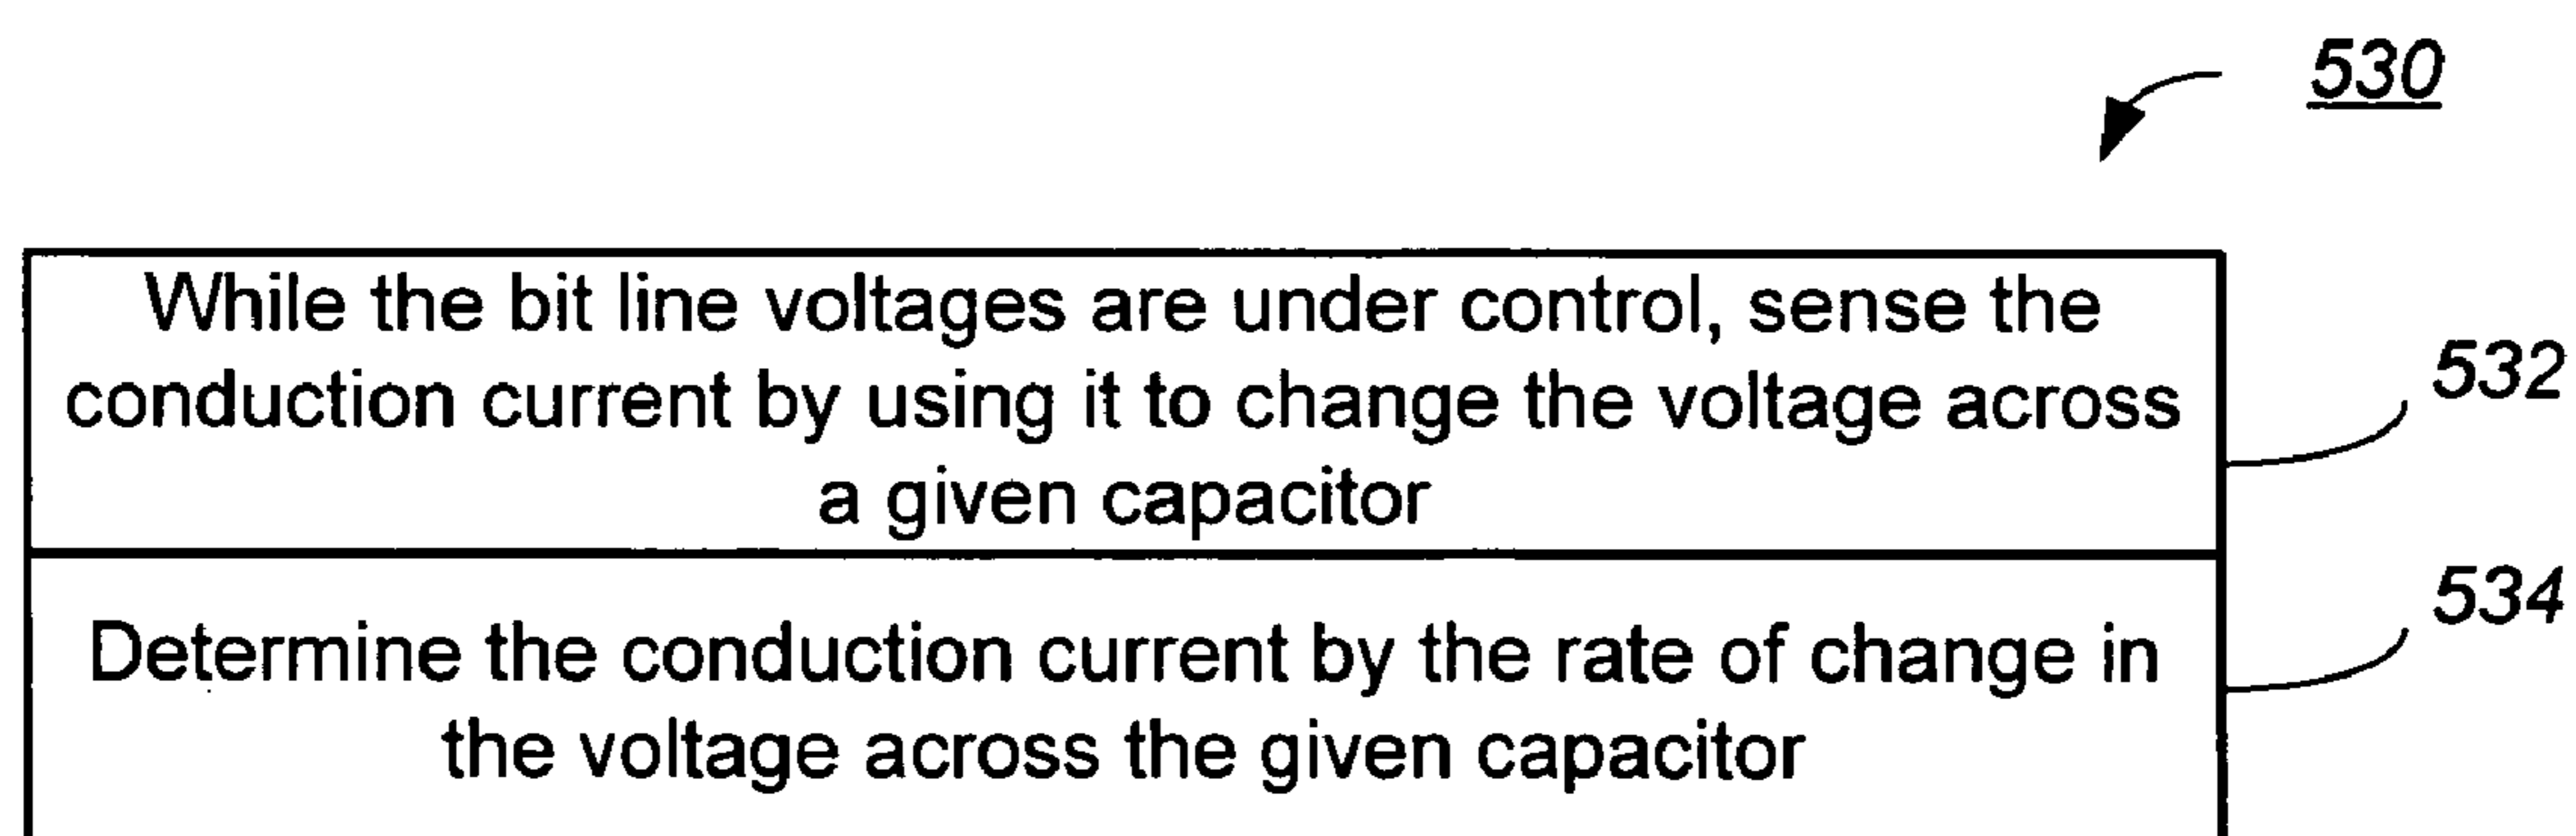 530
While the bit line voltages are under control, sense the
conduction current by using it to change the voltage across
a given capacitor
532
Determine the conduction current by the rate of change in
the voltage across the given capacitor
534